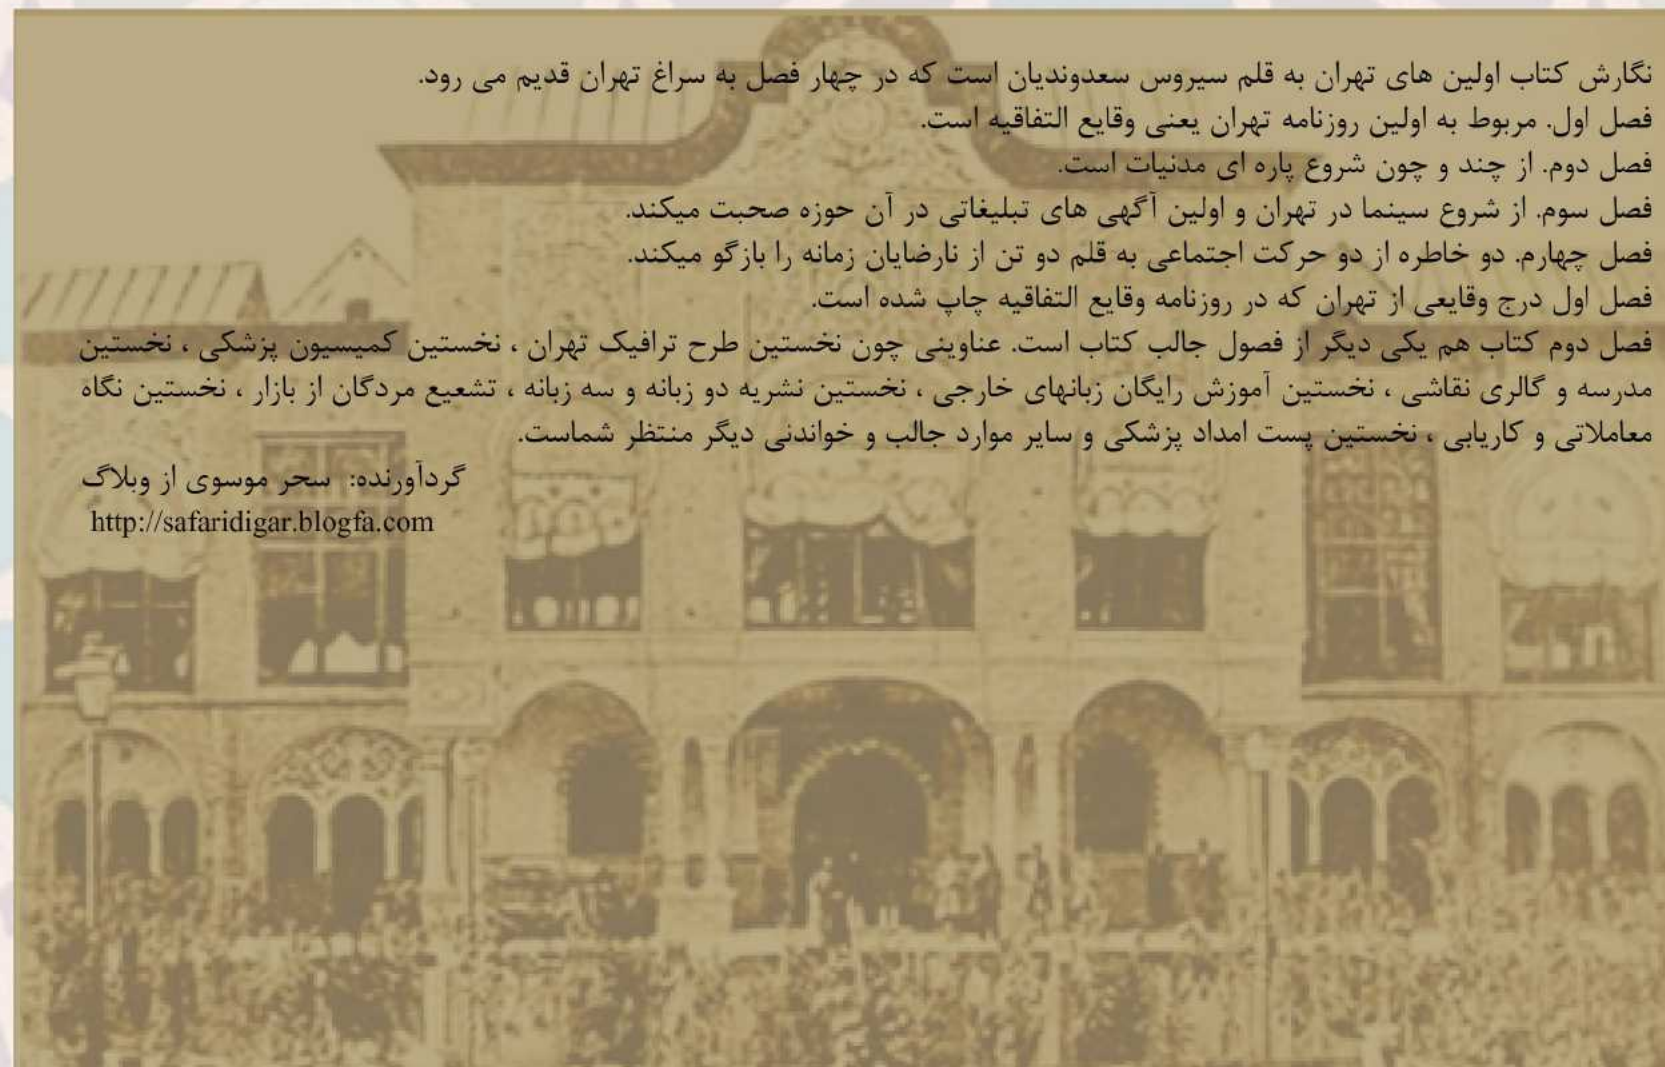 نگارش کتاب اولین های تهران به قلم سیروس سعدوندیان است که در چهار فصل به سراغ تهران قدیم می رود.
فصل اول. مربوط به اولین روزنامه تهران یعنی وقایع التفاقیه است.
فصل دوم. از چند و چون شروع پاره ای مدنیات است.
فصل سوم. از شروع سینما در تهران و اولین آگهی های تبلیغاتی در آن حوزه صحبت میکند.
فصل چهارم. دو خاطره از دو حرکت اجتماعی به قلم دو تن از نارضایان زمانه را بازگو میکند.
فصل اول درج وقایعی از تهران که در روزنامه وقایع التفاقیه چاپ شده است.
فصل دوم کتاب هم یکی دیگر از فصول جالب کتاب است. عناوینی چون نخستین طرح ترافیک تهران ، نخستین کمیسیون پزشکی ، نخستین
مدرسه و گالری نقاشی ، نخستین آموزش رایگان زبانهای خارجی ، نخستین نشریه دو زبانه و سه زبانه ، تشعیع مردگان از بازار ، نخستین نگاه
معاملاتی و کاریابی ، نخستین پست امداد پزشکی و سایر موارد جالب و خواندنی دیگر منتظر شماست.
گردآورنده: سحر موسوی از وبلاگ
http://safaridigar.blogfa.com